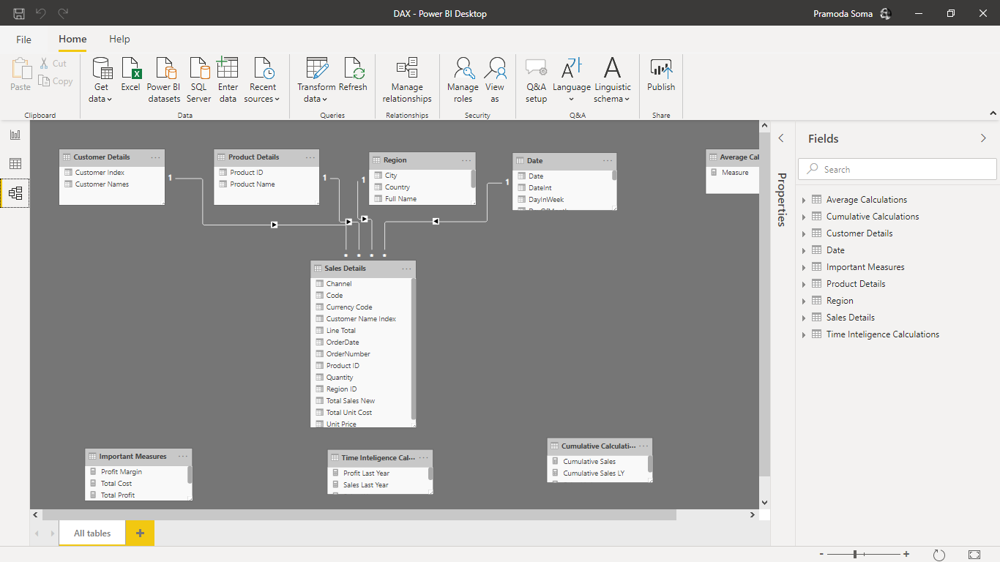 DAX - Power BI Desktop
Pramoda Soma
File
Home
Help
Paste
Cut
Copy
Clipboard
Get data
Excel
Power BI datasets
SQL Server
Enter data
Recent sources
Data
Transform data
Refresh
Queries
Manage relationships
Relationships
Manage roles
View as
Security
Q&A setup
Language
Linguistic schema
Q&A
Publish
Share
Customer Details
Customer Index
Customer Names
1
Product Details
Product ID
Product Name
1
Region
City
Country
Full Name
1
Date
Date
DateInt
DayInWeek
1
Average Cal
Measure
* * * *
Sales Details
Channel
Code
Currency Code
Customer Name Index
Line Total
OrderDate
OrderNumber
Product ID
Quantity
Region ID
Total Sales New
Total Unit Cost
Unit Price
Important Measures
Profit Margin
Total Cost
Total Profit
Time Inteligence Cal...
Profit Last Year
Sales Last Year
Cumulative Calculati...
Cumulative Sales
Cumulative Sales LY
Properties
Fields
Search
Average Calculations
Cumulative Calculations
Customer Details
Date
Important Measures
Product Details
Region
Sales Details
Time Inteligence Calculations
All tables
+
- +